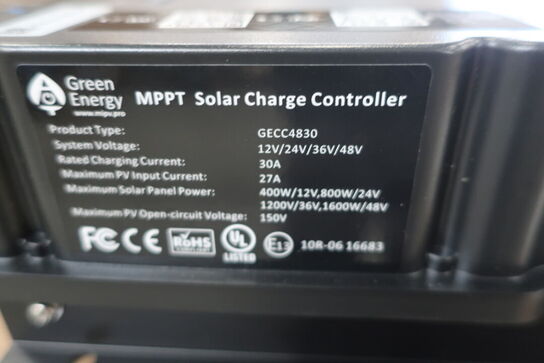 Green
Energy
www.mipv.pro
MPPT Solar Charge Controller
Product Type: GECC4830
System Voltage: 12V/24V/36V/48V
Rated Charging Current: 30A
Maximum PV Input Current: 27A
Maximum Solar Panel Power: 400W/12V,800W/24V
1200V/36V,1600W/48V
Maximum PV Open-circuit Voltage: 150V
FC CE RoHS UL LISTED E13 10R-06 16683